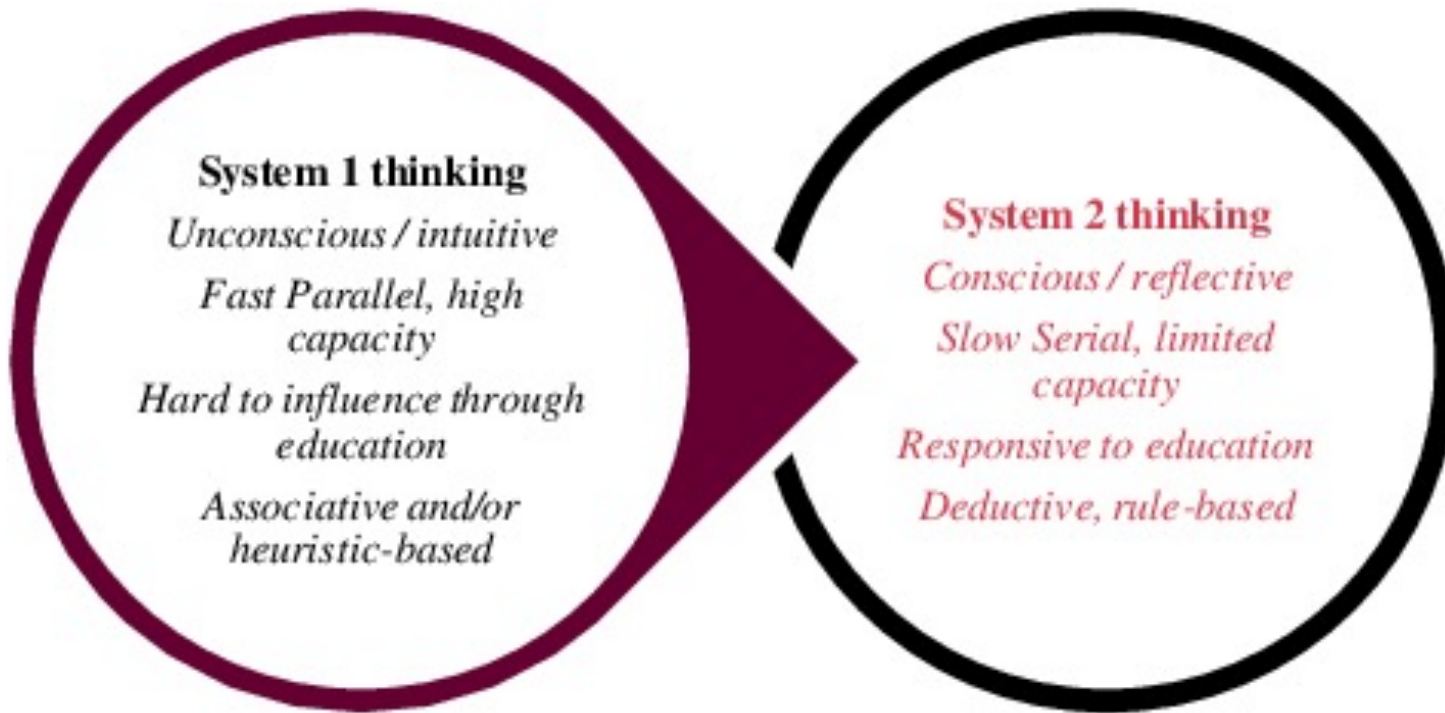 System 1 thinking
Unconscious / intuitive
Fast Parallel, high
capacity
Hard to influence through
education
Associative and/or
heuristic-based
System 2 thinking
Conscious / reflective
Slow Serial, limited
capacity
Responsive to education
Deductive, rule-based